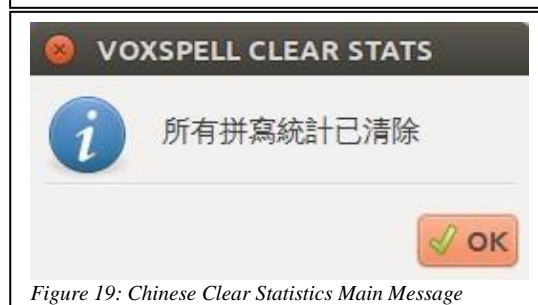 VOXSPELL CLEAR STATS
所有拼寫統計已清除
OK
Figure 19: Chinese Clear Statistics Main Message